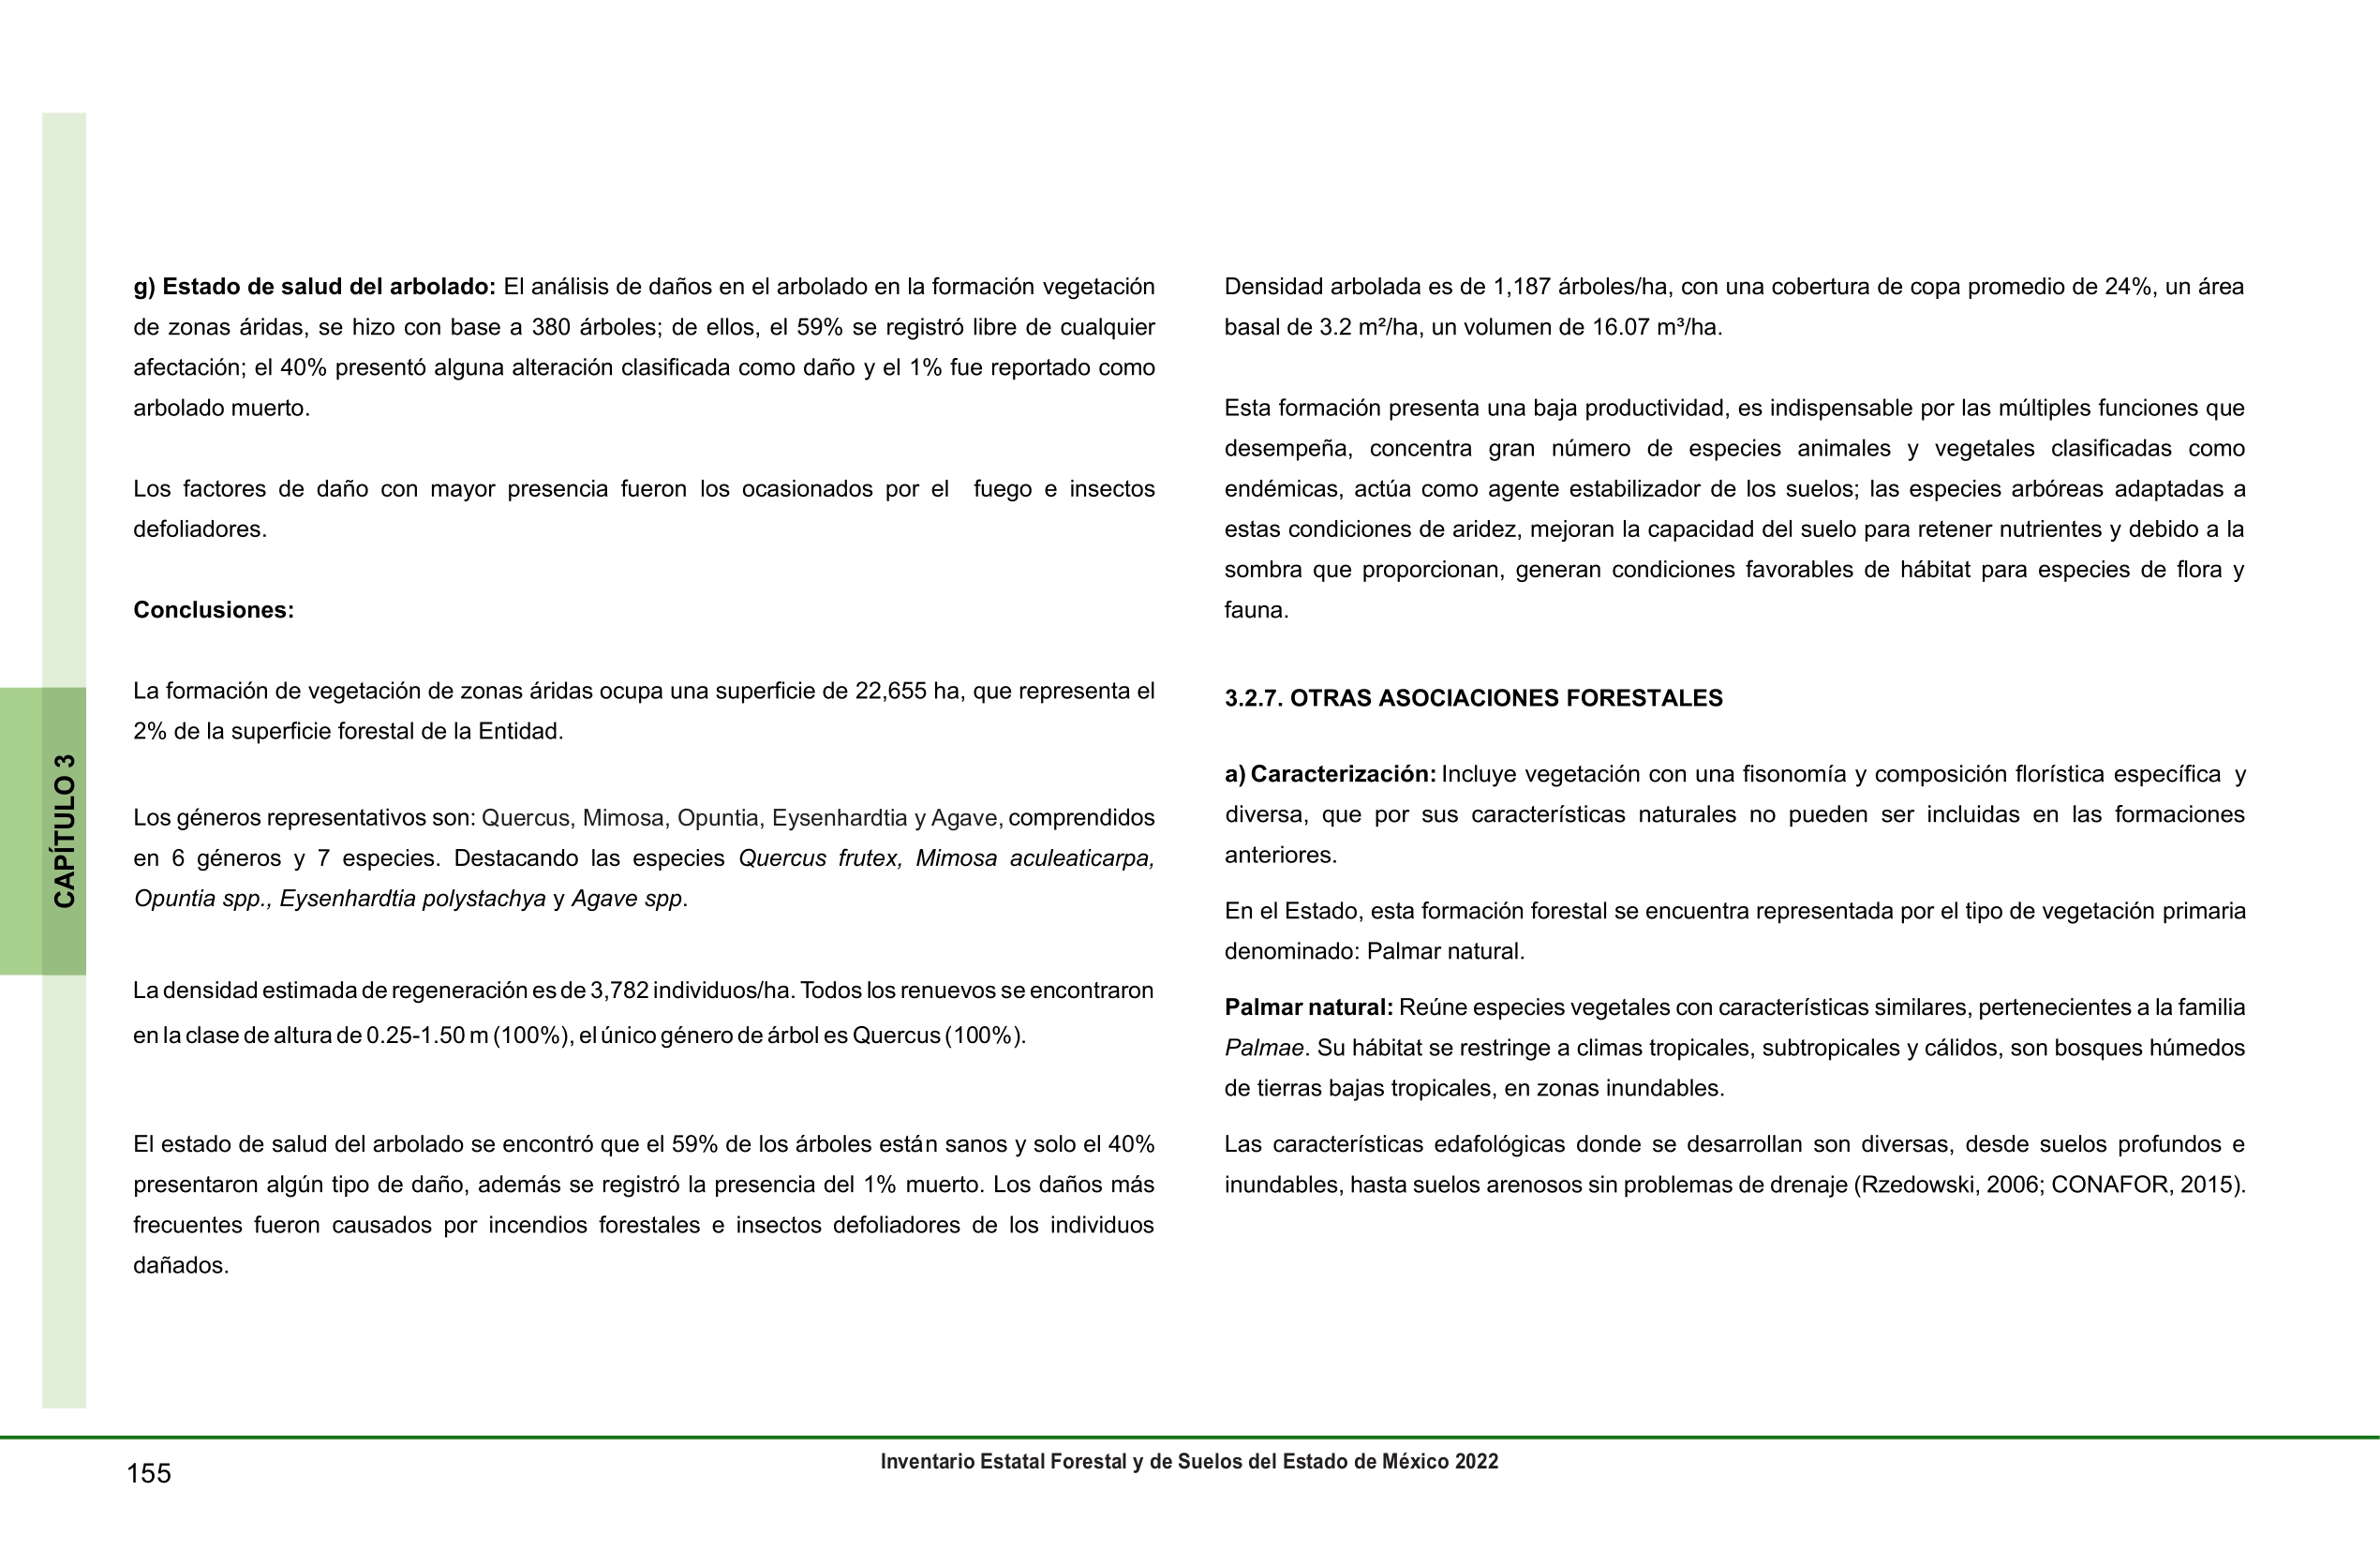 g) Estado de salud del arbolado: El análisis de daños en el arbolado en la formación vegetación
de zonas áridas, se hizo con base a 380 árboles; de ellos, el 59% se registró libre de cualquier
afectación; el 40% presentó alguna alteración clasificada como daño y el 1% fue reportado como
arbolado muerto.
Los factores de daño con mayor presencia fueron los ocasionados por el fuego e insectos
defoliadores.
Conclusiones:
La formación de vegetación de zonas áridas ocupa una superficie de 22,655 ha, que representa el
2% de la superficie forestal de la Entidad.
Los géneros representativos son: Quercus, Mimosa, Opuntia, Eysenhardtia y Agave, comprendidos
en 6 géneros y 7 especies. Destacando las especies Quercus frutex, Mimosa aculeaticarpa,
Opuntia spp., Eysenhardtia polystachya y Agave spp.
La densidad estimada de regeneración es de 3,782 individuos/ha. Todos los renuevos se encontraron
en la clase de altura de 0.25-1.50 m (100%), el único género de árbol es Quercus (100%).
El estado de salud del arbolado se encontró que el 59% de los árboles están sanos y solo el 40%
presentaron algún tipo de daño, además se registró la presencia del 1% muerto. Los daños más
frecuentes fueron causados por incendios forestales e insectos defoliadores de los individuos
dañados.
Densidad arbolada es de 1,187 árboles/ha, con una cobertura de copa promedio de 24%, un área
basal de 3.2 m²/ha, un volumen de 16.07 m³/ha.
Esta formación presenta una baja productividad, es indispensable por las múltiples funciones que
desempeña, concentra gran número de especies animales y vegetales clasificadas como
endémicas, actúa como agente estabilizador de los suelos; las especies arbóreas adaptadas a
estas condiciones de aridez, mejoran la capacidad del suelo para retener nutrientes y debido a la
sombra que proporcionan, generan condiciones favorables de hábitat para especies de flora y
fauna.
3.2.7. OTRAS ASOCIACIONES FORESTALES
a) Caracterización: Incluye vegetación con una fisonomía y composición florística específica y
diversa, que por sus características naturales no pueden ser incluidas en las formaciones
anteriores.
En el Estado, esta formación forestal se encuentra representada por el tipo de vegetación primaria
denominado: Palmar natural.
Palmar natural: Reúne especies vegetales con características similares, pertenecientes a la familia
Palmae. Su hábitat se restringe a climas tropicales, subtropicales y cálidos, son bosques húmedos
de tierras bajas tropicales, en zonas inundables.
Las características edafológicas donde se desarrollan son diversas, desde suelos profundos e
inundables, hasta suelos arenosos sin problemas de drenaje (Rzedowski, 2006; CONAFOR, 2015).
CAPÍTULO 3
155
Inventario Estatal Forestal y de Suelos del Estado de México 2022